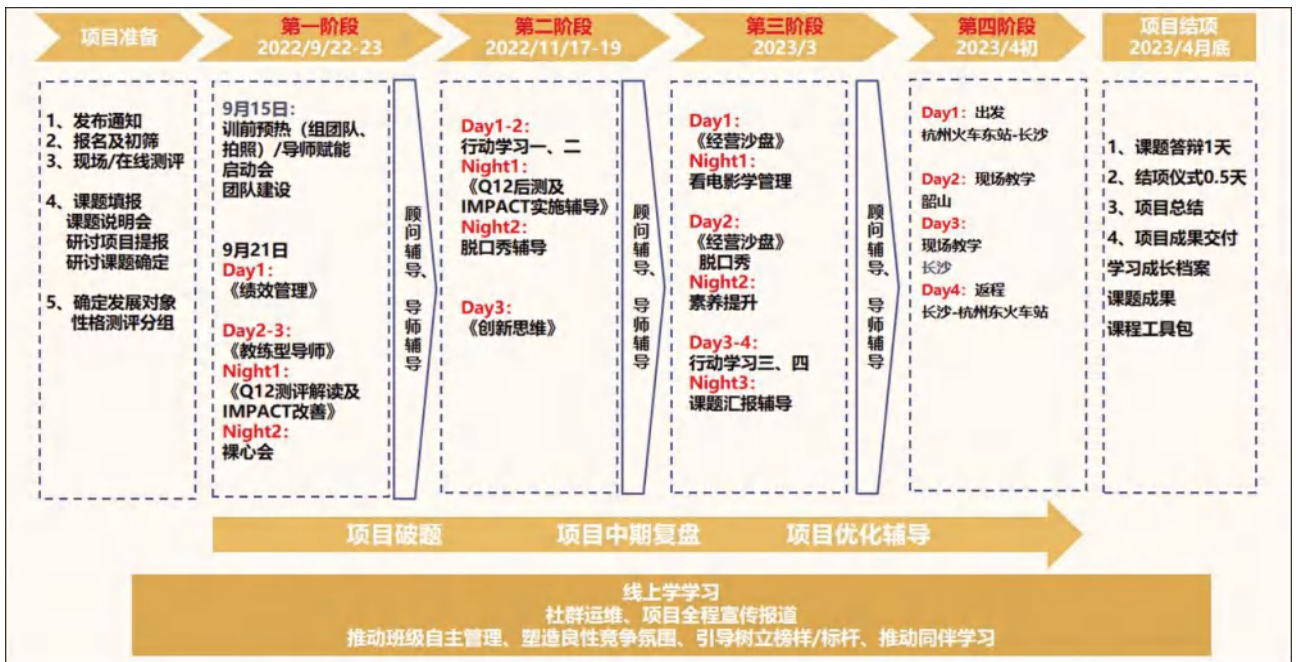 项目准备
第一阶段
2022/9/22-23
第二阶段
2022/11/17-19
第三阶段
2023/3
第四阶段
2023/4初
项目结项
2023/4月底
1、发布通知
2、报名及初筛
3、现场/在线测评
4、课题填报
课题说明会
研讨项目提报
研讨课题确定
5、确定发展对象
性格测评分组
9月15日：
训前预热（组团队、
拍照）/导师赋能
启动会
团队建设
9月21日
Day1：
《绩效管理》
Day2-3：
《教练型导师》
Night1：
《Q12测评解读及
IMPACT改善》
Night2：
裸心会
顾问辅导、导师辅导
Day1-2：
行动学习一、二
Night1：
《Q12后测及
IMPACT实施辅导》
Night2：
脱口秀辅导
Day3：
《创新思维》
顾问辅导、导师辅导
Day1：
《经营沙盘》
Night1：
看电影学管理
Day2：
《经营沙盘》
脱口秀
Night2：
素养提升
Day3-4：
行动学习三、四
Night3：
课题汇报辅导
顾问辅导、导师辅导
Day1：出发
杭州火车东站-长沙
Day2：现场教学
韶山
Day3：
现场教学
长沙
Day4：返程
长沙-杭州东火车站
1、课题答辩1天
2、结项仪式0.5天
3、项目总结
4、项目成果交付
学习成长档案
课题成果
课程工具包
项目破题 项目中期复盘 项目优化辅导
线上学学习
社群运维、项目全程宣传报道
推动班级自主管理、塑造良性竞争氛围、引导树立榜样/标杆、推动同伴学习